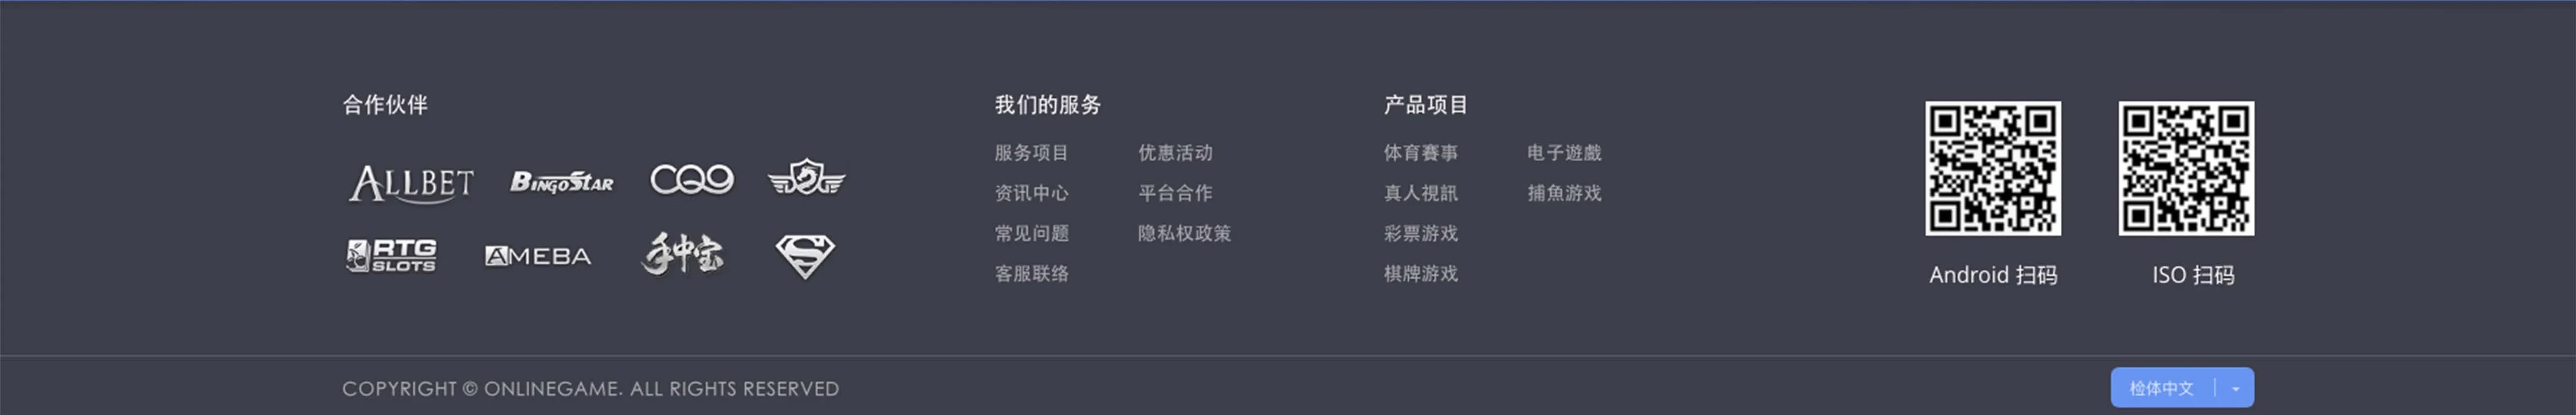 合作伙伴
ALLBET BINGOSTAR CQ9
RTG SLOTS AMEBA 手中宝 S
我们的服务
服务项目 优惠活动
资讯中心 平台合作
常见问题 隐私权政策
客服联络
产品项目
体育賽事 电子遊戲
真人視訊 捕魚游戏
彩票游戏
棋牌游戏
Android 扫码 ISO 扫码
COPYRIGHT © ONLINEGAME. ALL RIGHTS RESERVED
检体中文